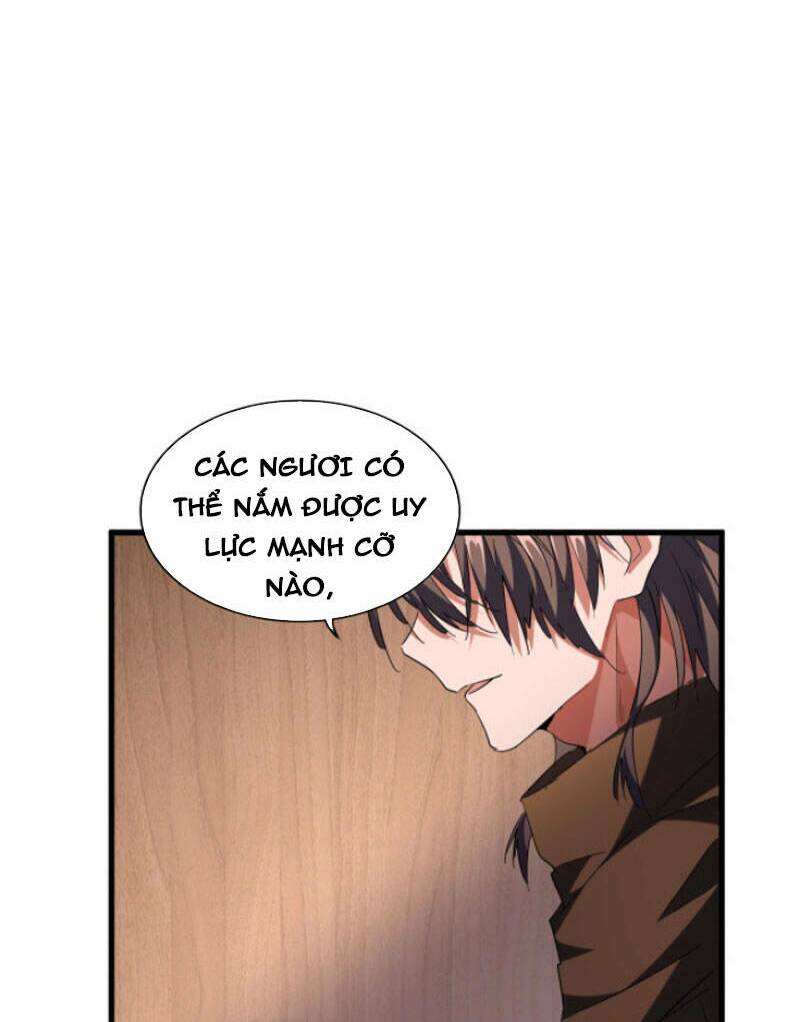 CÁC NGƯƠI CÓ
THỂ NẮM ĐƯỢC UY
LỰC MẠNH CỠ
NÀO,